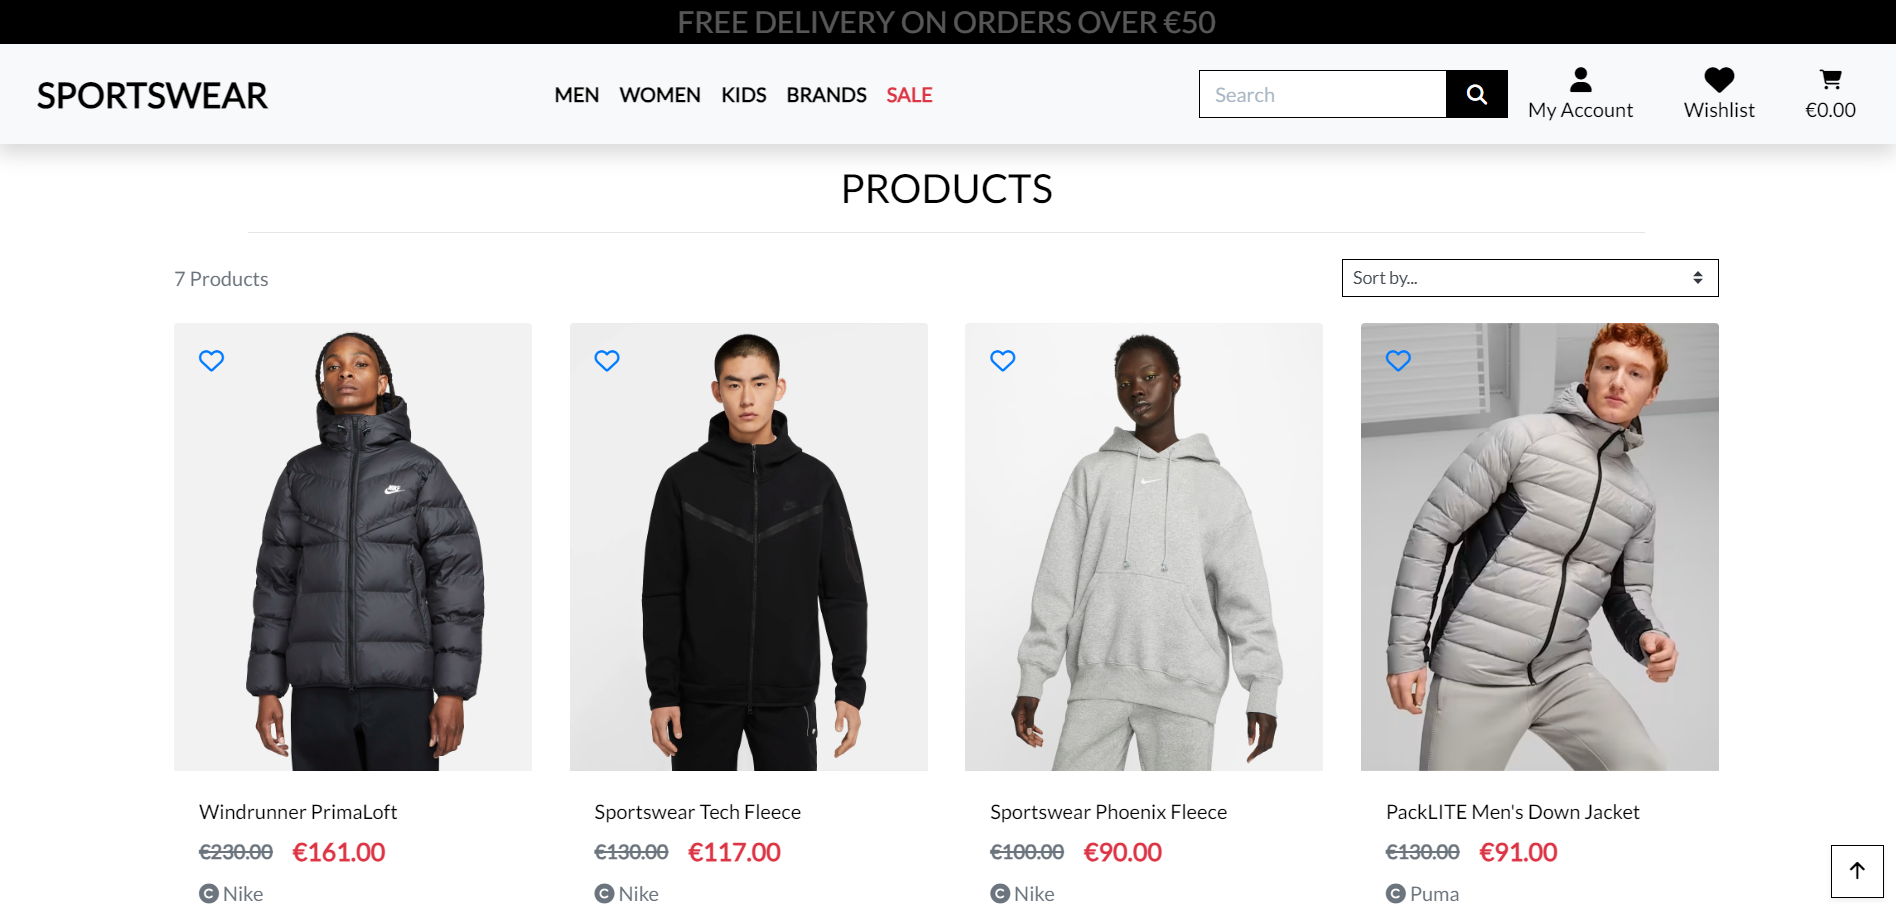 FREE DELIVERY ON ORDERS OVER €50
SPORTSWEAR
MEN WOMEN KIDS BRANDS SALE
Search
My Account
Wishlist
€0.00
PRODUCTS
7 Products
Sort by...
Windrunner PrimaLoft
€230.00 €161.00
Nike
Sportswear Tech Fleece
€130.00 €117.00
Nike
Sportswear Phoenix Fleece
€100.00 €90.00
Nike
PackLITE Men's Down Jacket
€130.00 €91.00
Puma